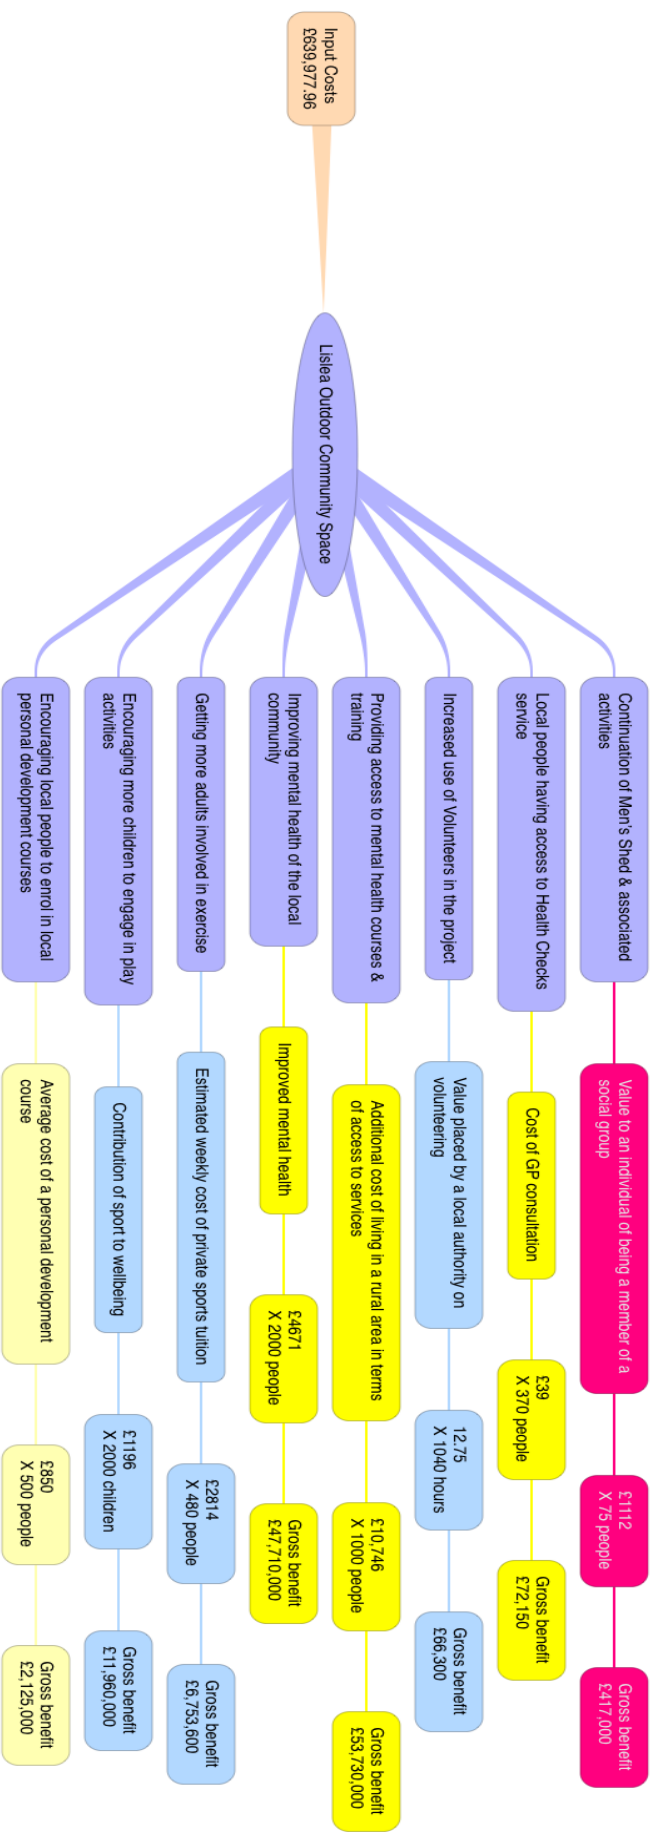 Input Costs
£639,977.96
Lislea Outdoor Community Space
Continuation of Men's Shed & associated
activities
Value to an individual of being a member of a
social group
£1112
X 75 people
Gross benefit
£417,000
Local people having access to Health Checks
service
Cost of GP consultation
£39
X 370 people
Gross benefit
£72,150
Increased use of Volunteers in the project
Value placed by a local authority on
volunteering
12.75
X 1040 hours
Gross benefit
£66,300
Providing access to mental health courses &
training
Additional cost of living in a rural area in terms
of access to services
£10,746
X 1000 people
Gross benefit
£53,730,000
Improving mental health of the local
community
Improved mental health
£4671
X 2000 people
Gross benefit
£47,710,000
Getting more adults involved in exercise
Estimated weekly cost of private sports tuition
£2814
X 480 people
Gross benefit
£6,753,600
Encouraging more children to engage in play
activities
Contribution of sport to wellbeing
£1196
X 2000 children
Gross benefit
£11,960,000
Encouraging local people to enrol in local
personal development courses
Average cost of a personal development
course
£850
X 500 people
Gross benefit
£2,125,000